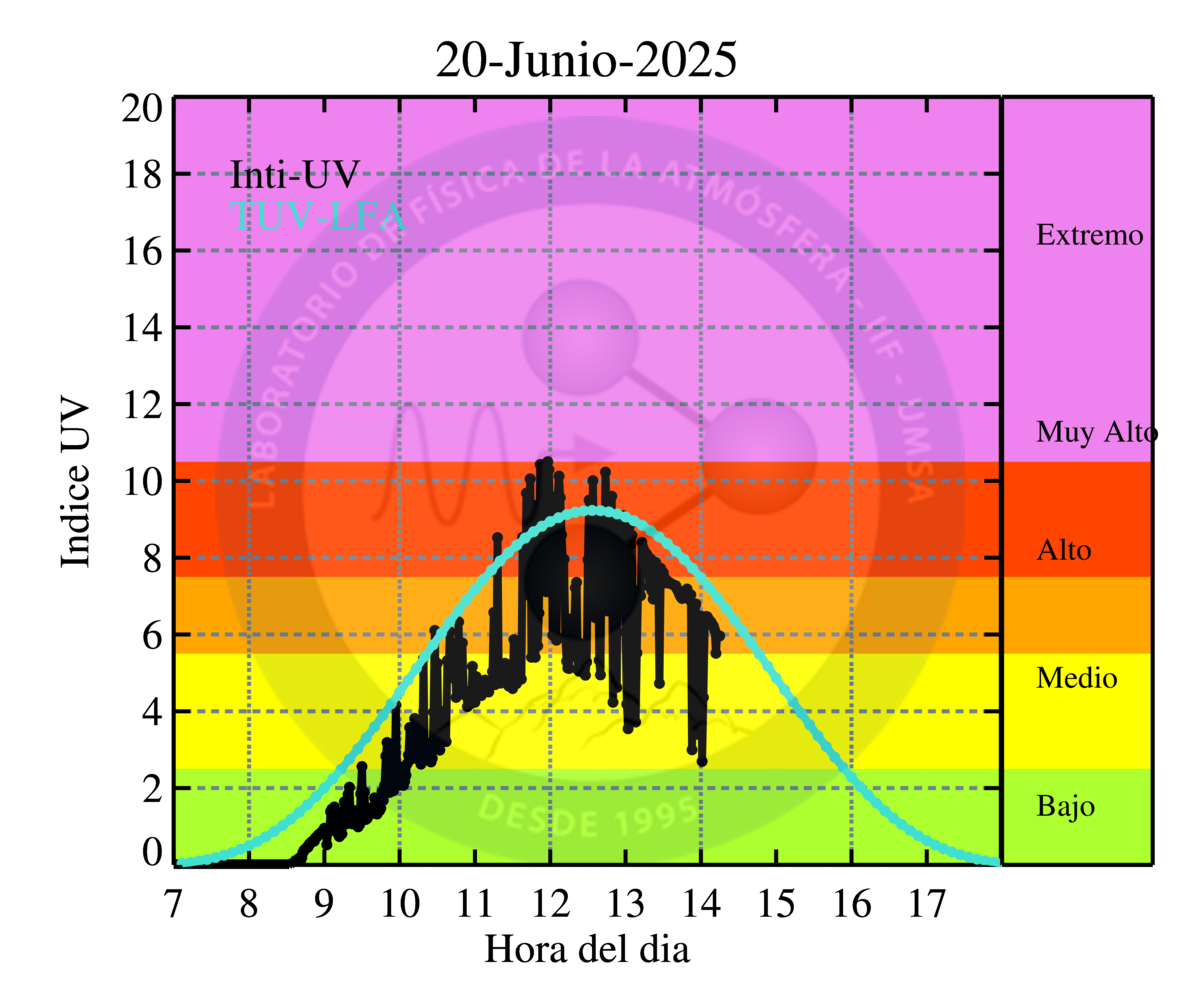 20-Junio-2025
Indice UV
20
18
16
14
12
10
8
6
4
2
0
Inti-UV
TUV-LFA
LABORATORIO DE FÍSICA DE LA ATMÓSFERA - IIF - UMSA
DESDE 1995
Extremo
Muy Alto
Alto
Medio
Bajo
7 8 9 10 11 12 13 14 15 16 17
Hora del dia